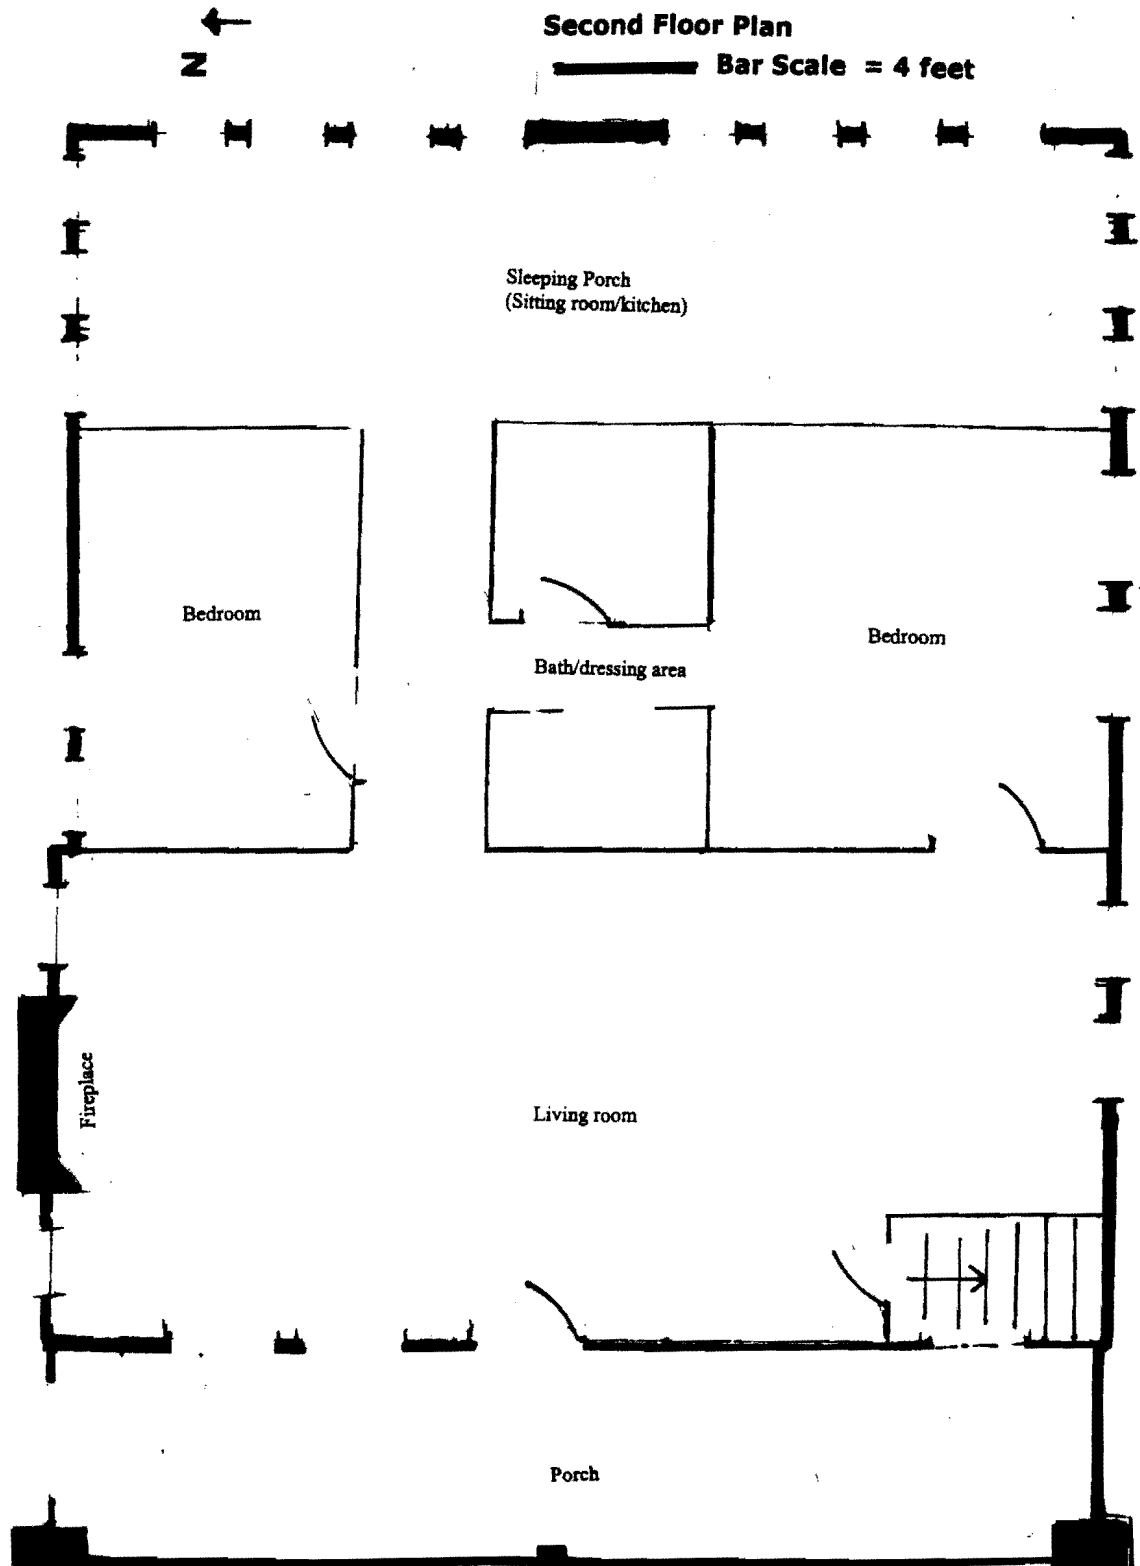 Second Floor Plan
N
Bar Scale = 4 feet
Sleeping Porch
(Sitting room/kitchen)
Bedroom
Bedroom
Bath/dressing area
Fireplace
Living room
Porch